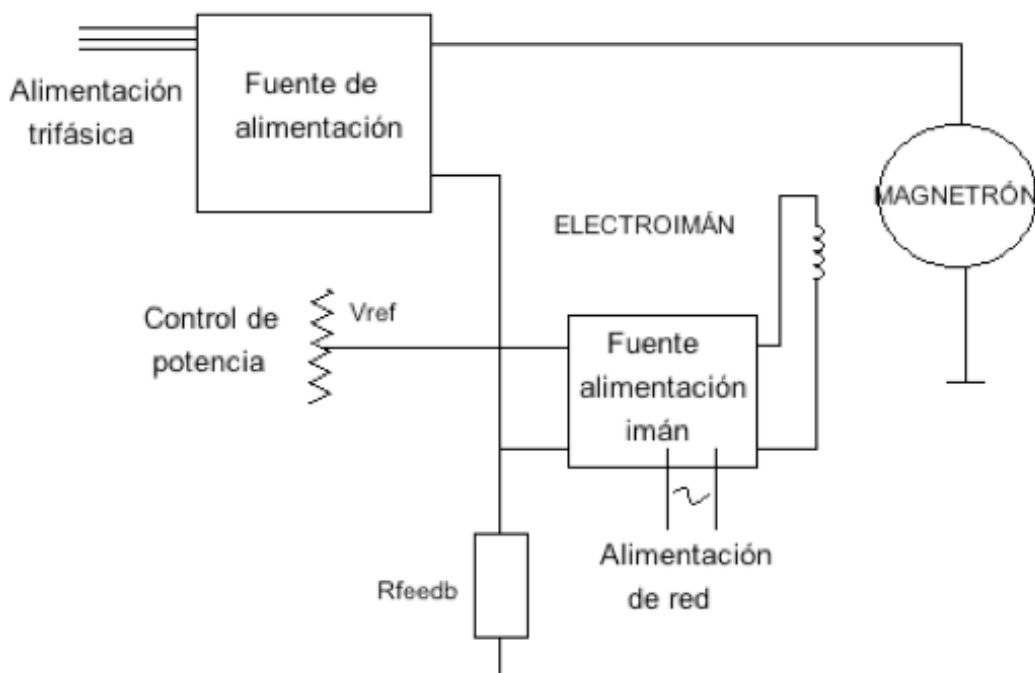 Alimentación
trifásica
Fuente de
alimentación
MAGNETRÓN
ELECTROIMÁN
Control de
potencia
Vref
Fuente
alimentación
imán
Alimentación
de red
Rfeedb